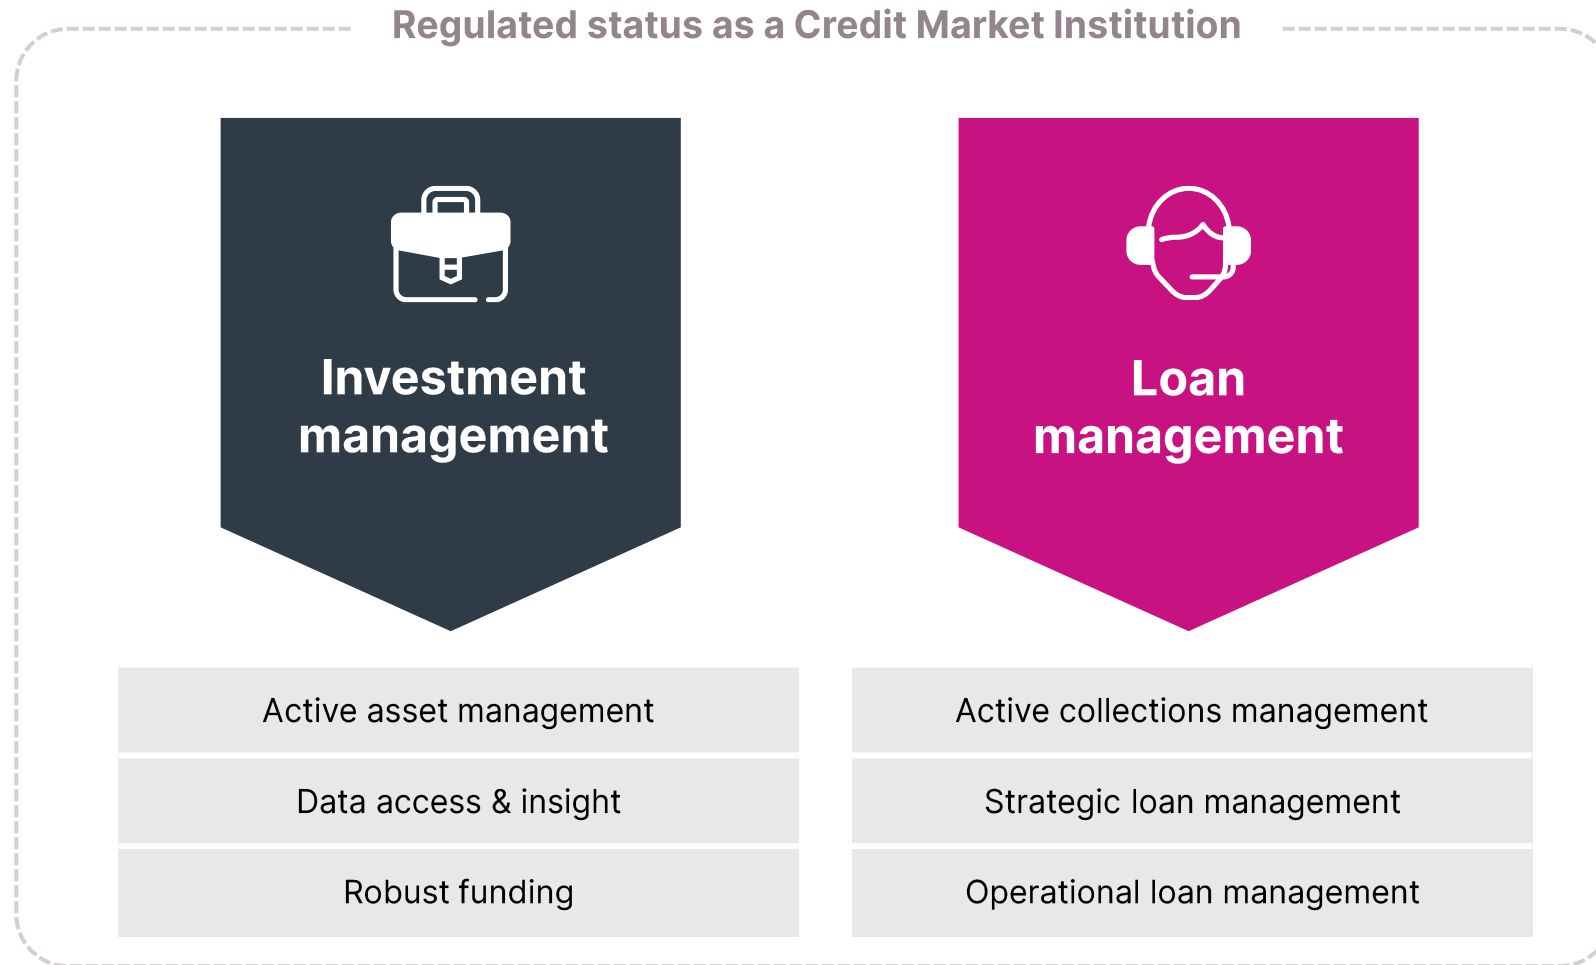 Regulated status as a Credit Market Institution
Investment
management
Loan
management
Active asset management
Data access & insight
Robust funding
Active collections management
Strategic loan management
Operational loan management